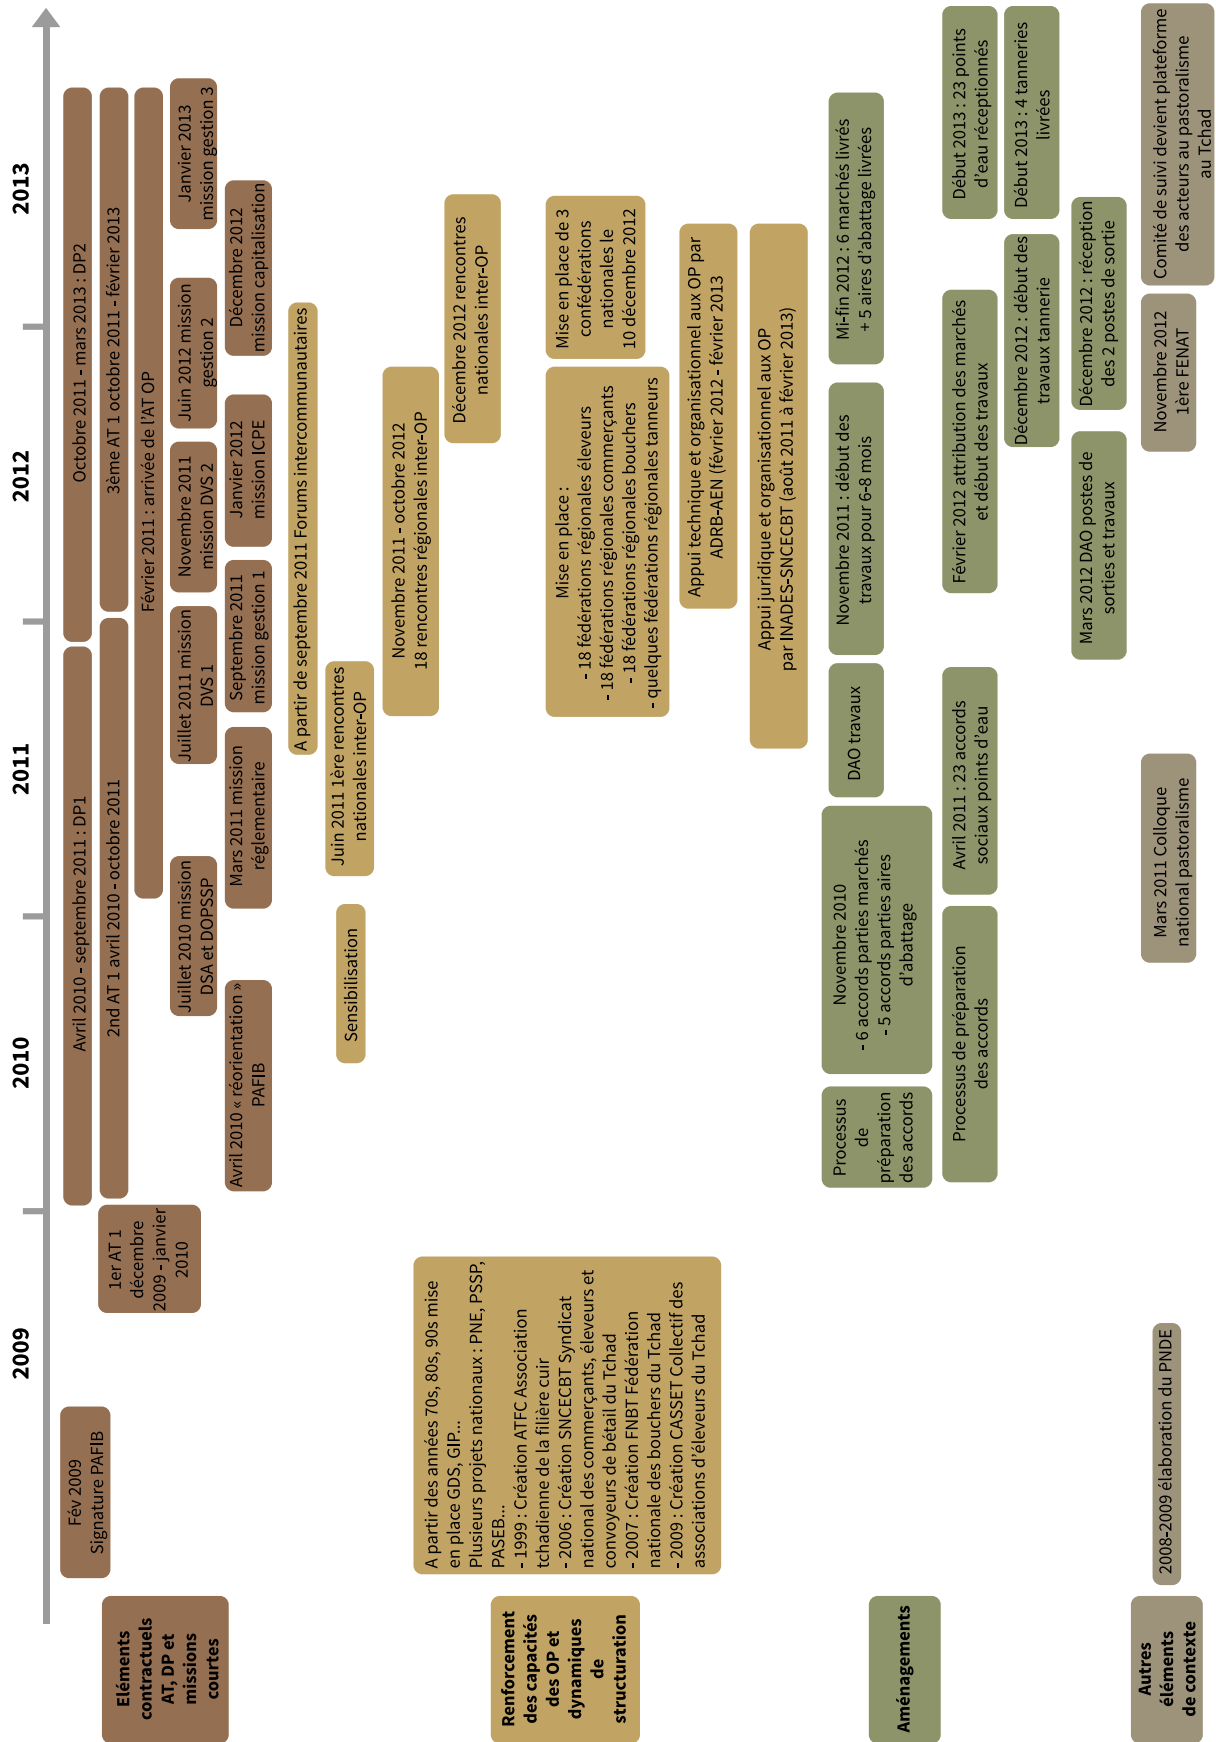 2009
2010
2011
2012
2013
Eléments
contractuels
AT, DP et
missions
courtes
Fév 2009
Signature PAFIB
1er AT 1
décembre
2009 - janvier
2010
Avril 2010 - septembre 2011 : DP1
Octobre 2011 - mars 2013 : DP2
2nd AT 1 avril 2010 - octobre 2011
3ème AT 1 octobre 2011 - février 2013
Février 2011 : arrivée de l'AT OP
Juillet 2010 mission
DSA et DOPSSP
Juillet 2011 mission
DVS 1
Novembre 2011
mission DVS 2
Juin 2012 mission
gestion 2
Janvier 2013
mission gestion 3
Avril 2010 « réorientation »
PAFIB
Mars 2011 mission
réglementaire
Septembre 2011
mission gestion 1
Janvier 2012
mission ICPE
Décembre 2012
mission capitalisation
Renforcement
des capacités
des OP et
dynamiques
de
structuration
A partir des années 70s, 80s, 90s mise
en place GDS, GIP...
Plusieurs projets nationaux : PNE, PSSP,
PASEB...
- 1999 : Création ATFC Association
tchadienne de la filière cuir
- 2006 : Création SNCECBT Syndicat
national des commerçants, éleveurs et
convoyeurs de bétail du Tchad
- 2007 : Création FNBT Fédération
nationale des bouchers du Tchad
- 2009 : Création CASSET Collectif des
associations d'éleveurs du Tchad
A partir de septembre 2011 Forums intercommunautaires
Sensibilisation
Juin 2011 1ère rencontres
nationales inter-OP
Novembre 2011 - octobre 2012
18 rencontres régionales inter-OP
Décembre 2012 rencontres
nationales inter-OP
Mise en place :
- 18 fédérations régionales éleveurs
- 18 fédérations régionales commerçants
- 18 fédérations régionales bouchers
- quelques fédérations régionales tanneurs
Mise en place de 3
confédérations
nationales le
10 décembre 2012
Appui technique et organisationnel aux OP par
ADRB-AEN (février 2012 - février 2013
Appui juridique et organisationnel aux OP
par INADES-SNCECBT (août 2011 à février 2013)
Aménagements
Processus
de
préparation
des accords
Novembre 2010
- 6 accords parties marchés
- 5 accords parties aires
d'abattage
DAO travaux
Novembre 2011 : début des
travaux pour 6-8 mois
Mi-fin 2012 : 6 marchés livrés
+ 5 aires d'abattage livrées
Processus de préparation
des accords
Avril 2011 : 23 accords
sociaux points d'eau
Février 2012 attribution des marchés
et début des travaux
Début 2013 : 23 points
d'eau réceptionnés
Décembre 2012 : début des
travaux tannerie
Début 2013 : 4 tanneries
livrées
Mars 2012 DAO postes de
sorties et travaux
Décembre 2012 : réception
des 2 postes de sortie
Autres
éléments
de contexte
2008-2009 élaboration du PNDE
Mars 2011 Colloque
national pastoralisme
Novembre 2012
1ère FENAT
Comité de suivi devient plateforme
des acteurs au pastoralisme
au Tchad